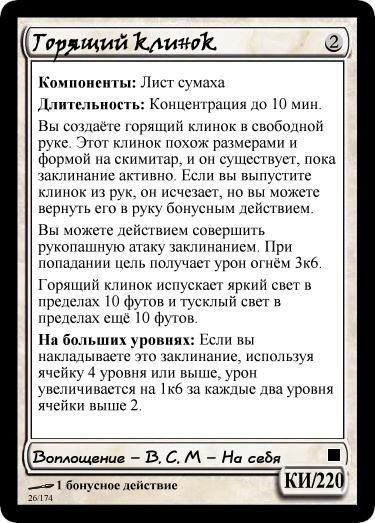 Горящий клинок
2
Компоненты: Лист сумаха
Длительность: Концентрация до 10 мин.
Вы создаёте горящий клинок в свободной
руке. Этот клинок похож размерами и
формой на скимитар, и он существует, пока
заклинание активно. Если вы выпустите
клинок из рук, он исчезает, но вы можете
вернуть его в руку бонусным действием.
Вы можете действием совершить
рукопашную атаку заклинанием. При
попадании цель получает урон огнём 3к6.
Горящий клинок испускает яркий свет в
пределах 10 футов и тусклый свет в
пределах ещё 10 футов.
На больших уровнях: Если вы
накладываете это заклинание, используя
ячейку 4 уровня или выше, урон
увеличивается на 1к6 за каждые два уровня
ячейки выше 2.
Воплощение – В, С, М – На себя
1 бонусное действие
КИ/220
26/174